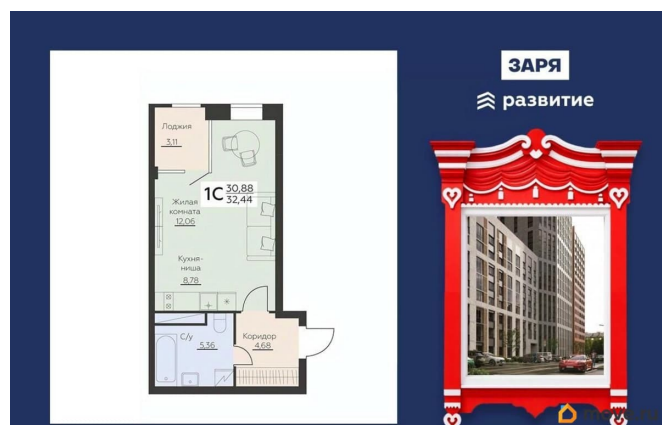 ЗАРЯ
развитие
Лоджия
3,11
1С 30,88
32,44
Жилая
комната
12,06
Кухня-
ниша
8,78
С/у
5,36
Коридор
4,68